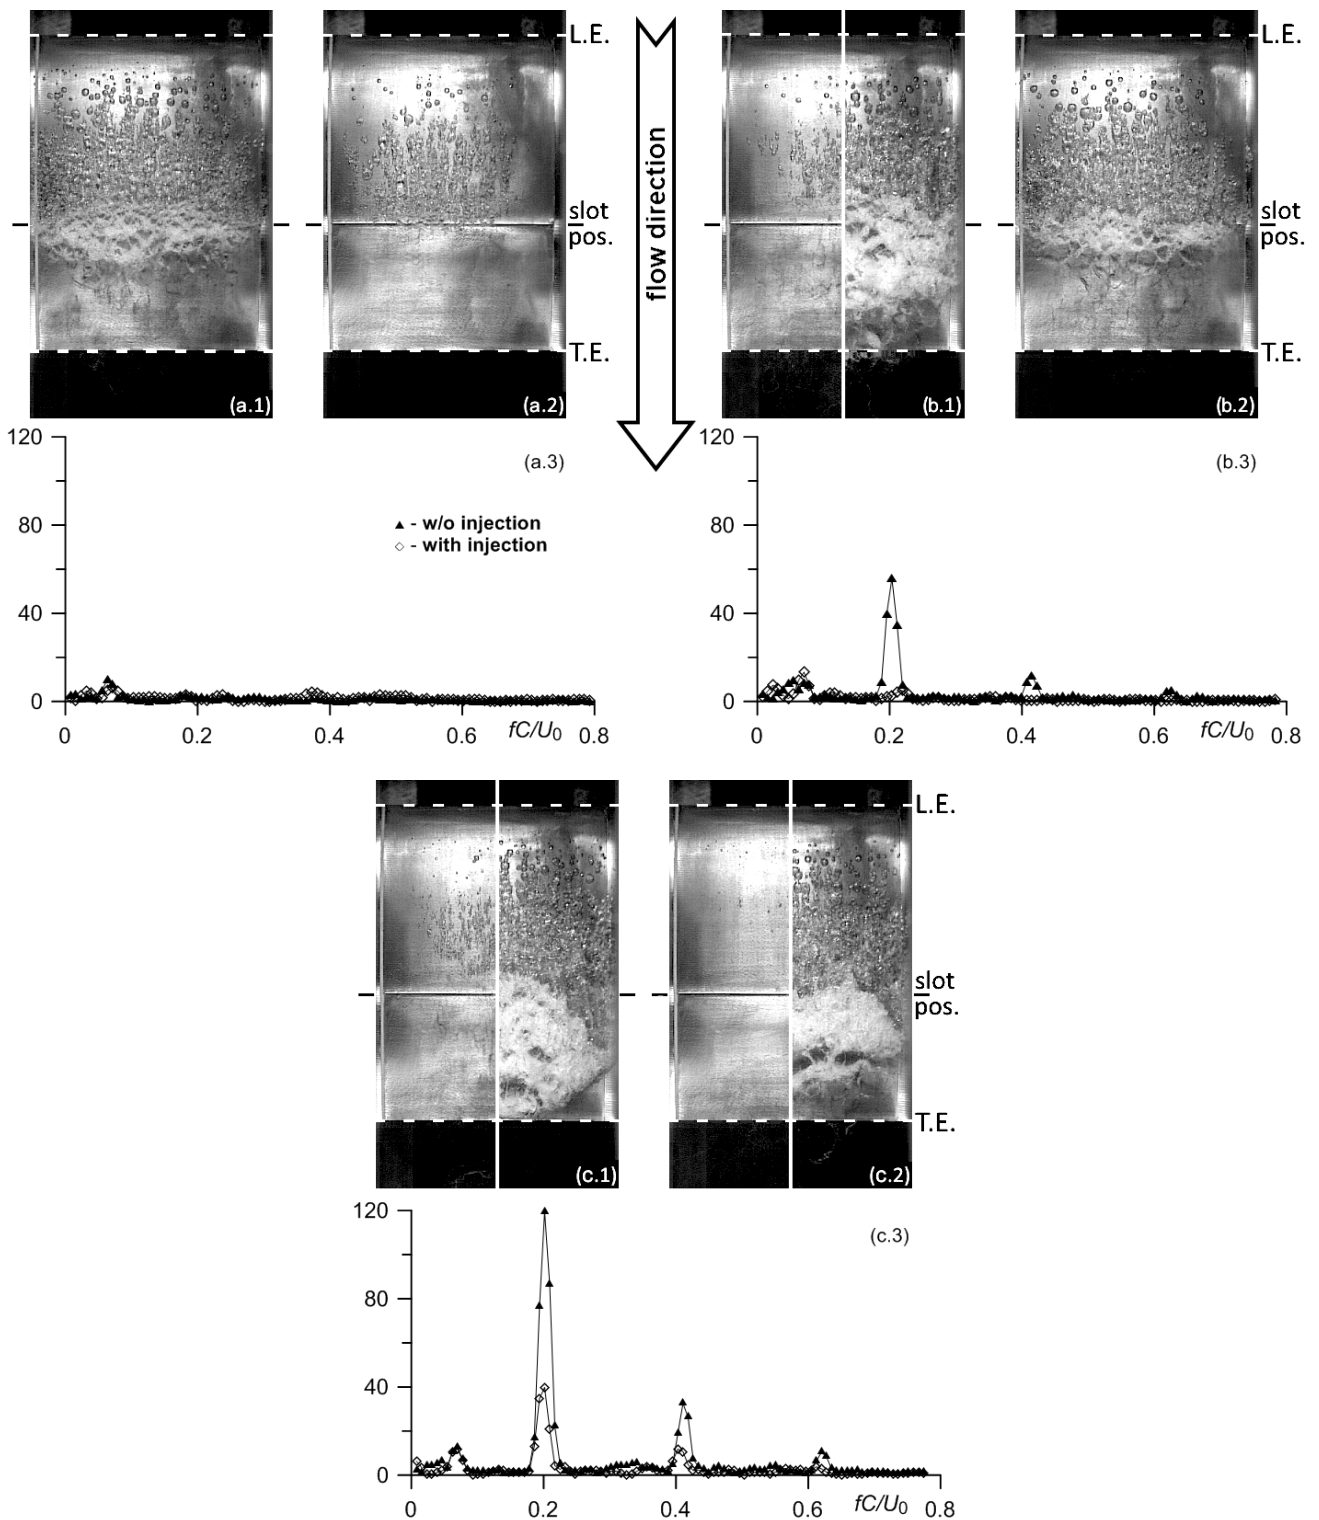 L.E.
L.E.
flow direction
slot
pos.
slot
pos.
T.E.
T.E.
(a.1)
(a.2)
(b.1)
(b.2)
120
(a.3)
120
(b.3)
80
▲ - w/o injection
◇ - with injection
80
40
40
0
0
0 0.2 0.4 0.6 fC/U0 0.8
0 0.2 0.4 0.6 fC/U0 0.8
L.E.
slot
pos.
T.E.
(c.1)
(c.2)
120
(c.3)
80
40
0
0 0.2 0.4 0.6 fC/U0 0.8